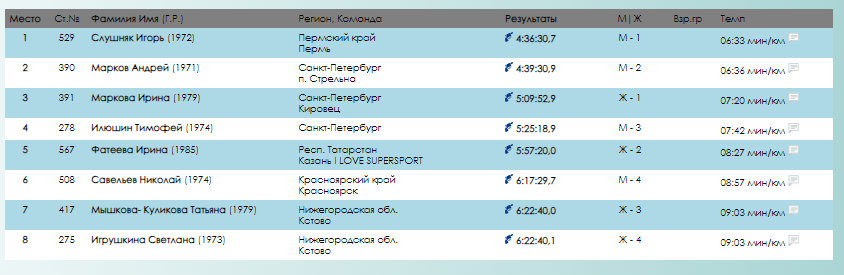 Место Ст.№ Фамилия Имя (Г.Р.) Регион, Команда Результаты М|Ж Взр.гр Темп
1 529 Слушняк Игорь (1972) Пермский край 4:36:30,7 М - 1 06:33 мин/км
Пермь
2 390 Марков Андрей (1971) Санкт-Петербург 4:39:30,9 М - 2 06:36 мин/км
п. Стрельна
3 391 Маркова Ирина (1979) Санкт-Петербург 5:09:52,9 Ж - 1 07:20 мин/км
Кировец
4 278 Илюшин Тимофей (1974) Санкт-Петербург 5:25:18,9 М - 3 07:42 мин/км
5 567 Фатеева Ирина (1985) Респ. Татарстан 5:57:20,0 Ж - 2 08:27 мин/км
Казань I LOVE SUPERSPORT
6 508 Савельев Николай (1974) Красноярский край 6:17:29,7 М - 4 08:57 мин/км
Красноярск
7 417 Мышкова- Куликова Татьяна (1979) Нижегородская обл. 6:22:40,0 Ж - 3 09:03 мин/км
Кстово
8 275 Игрушкина Светлана (1973) Нижегородская обл. 6:22:40,1 Ж - 4 09:03 мин/км
Кстово